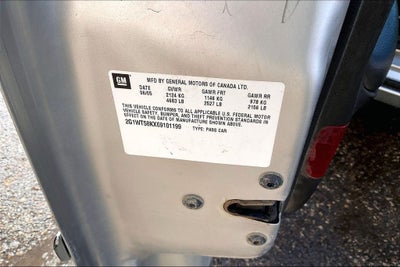 GM
MFD BY GENERAL MOTORS OF CANADA LTD.
DATE GVWR GAWR FRT GAWR RR
08/05 2124 KG 1146 KG 978 KG
4683 LB 2527 LB 2156 LB
THIS VEHICLE CONFORMS TO ALL APPLICABLE U.S. FEDERAL MOTOR
VEHICLE SAFETY, BUMPER, AND THEFT PREVENTION STANDARDS IN
EFFECT ON THE DATE OF MANUFACTURE SHOWN ABOVE.
2G1WT58KX69101199 TYPE: PASS CAR